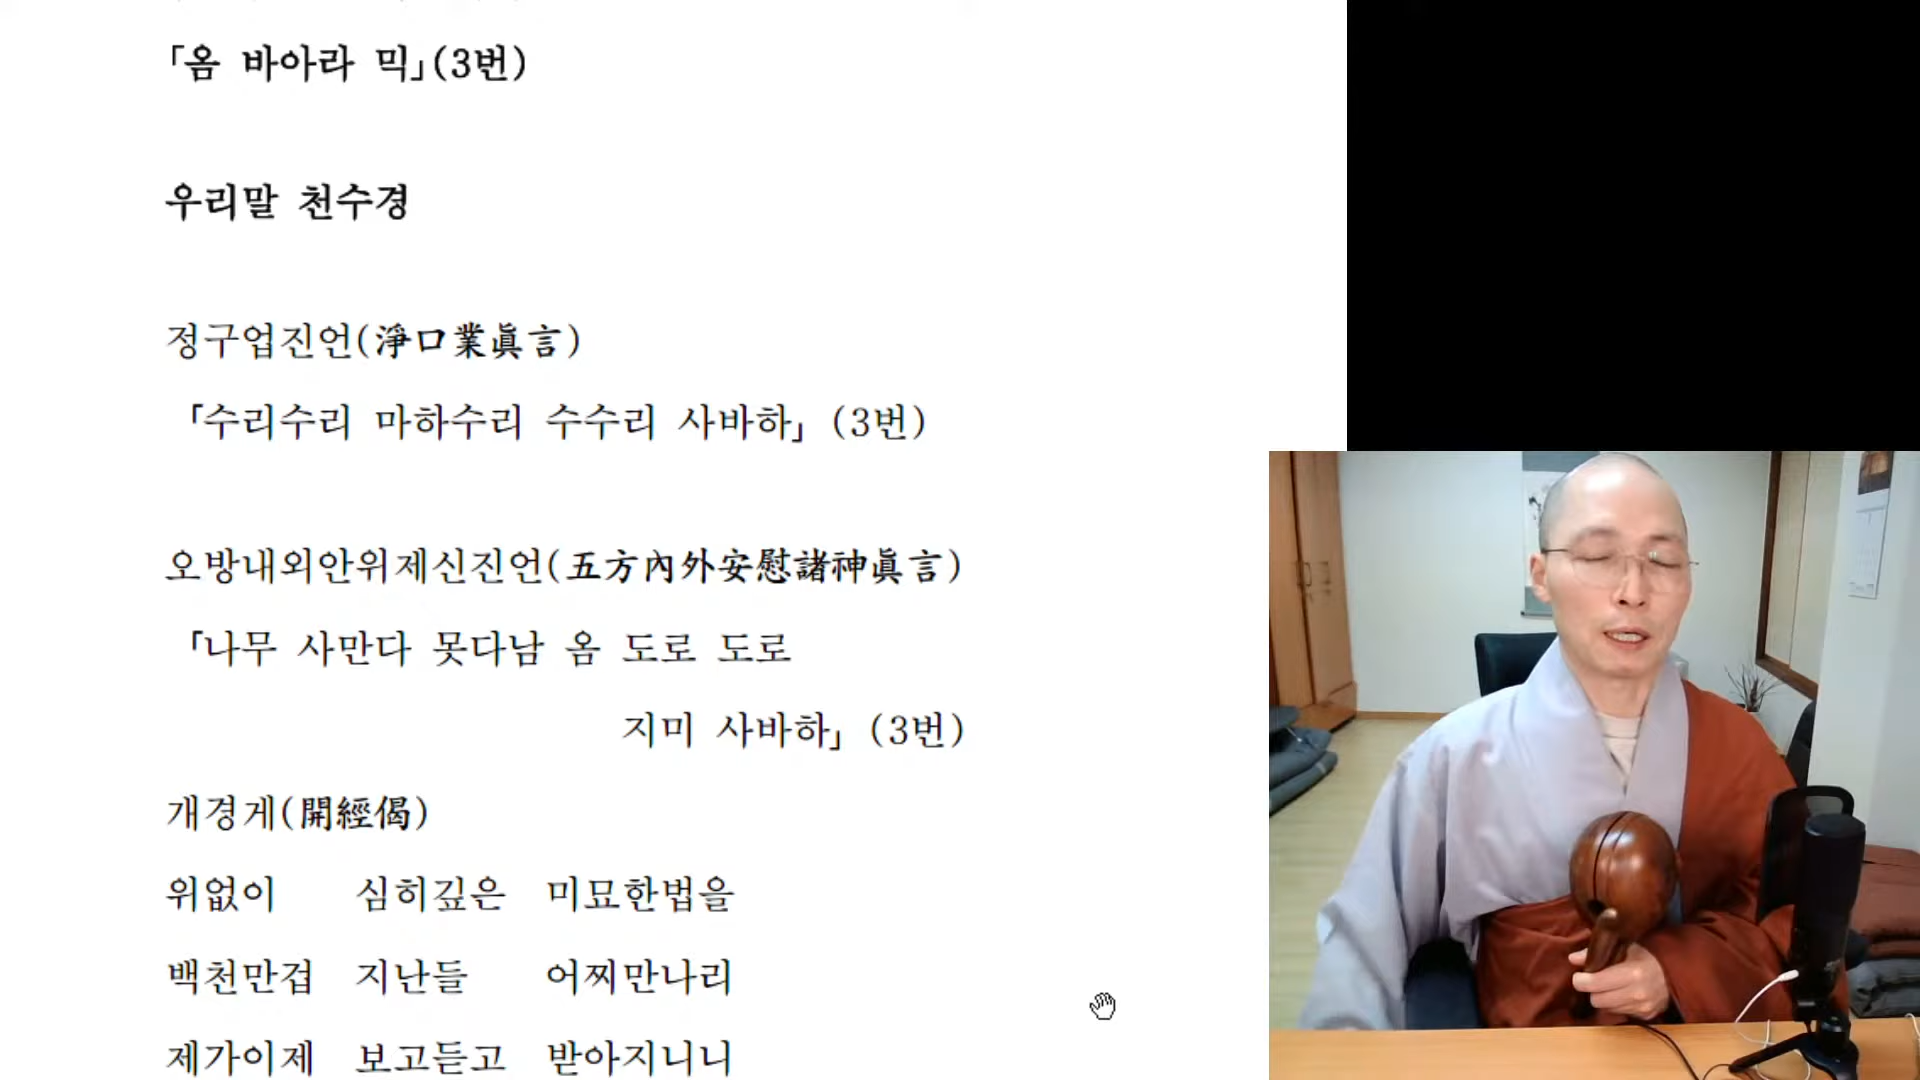 「옴 바아라 믹」(3번)
우리말 천수경
정구업진언(淨口業眞言)
「수리수리 마하수리 수수리 사바하」 (3번)
오방내외안위제신진언(五方內外安慰諸神眞言)
「나무 사만다 못다남 옴 도로 도로
지미 사바하」 (3번)
개경게(開經偈)
위없이 심히깊은 미묘한법을
백천만겁 지난들 어찌만나리
제가이제 보고듣고 받아지니니